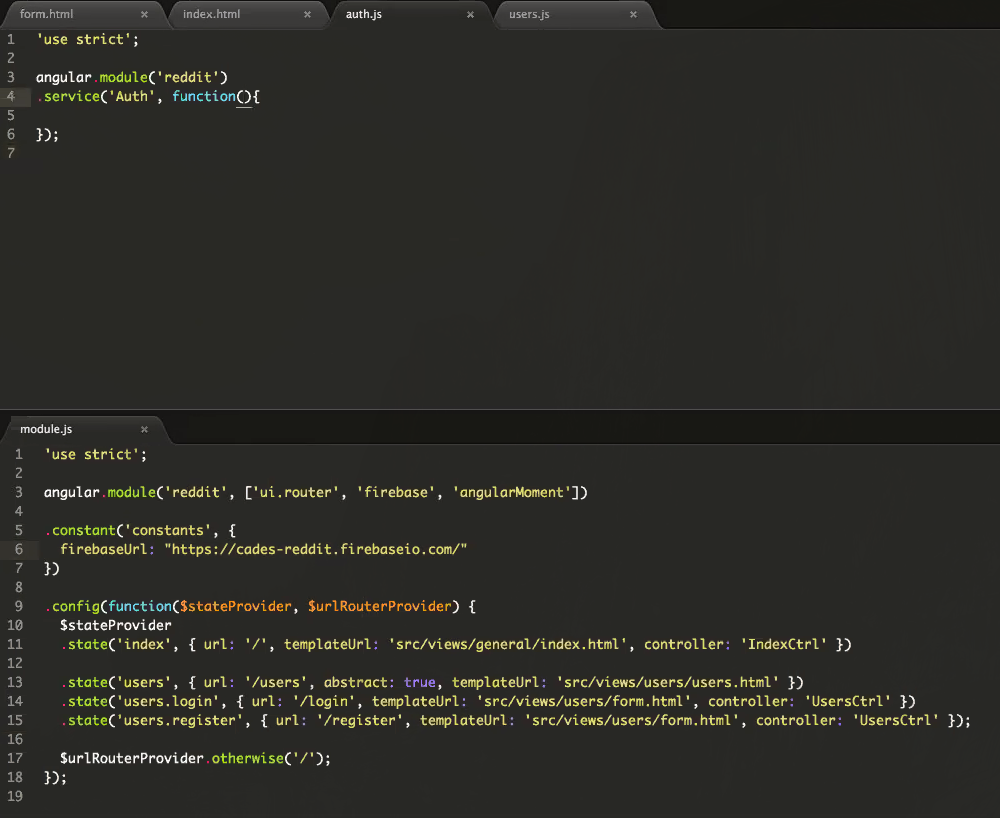 form.html × index.html × auth.js × users.js ×
1 'use strict';
2
3 angular.module('reddit')
4 .service('Auth', function(){
5
6 });
7
module.js ×
1 'use strict';
2
3 angular.module('reddit', ['ui.router', 'firebase', 'angularMoment'])
4
5 .constant('constants', {
6   firebaseUrl: "https://cades-reddit.firebaseio.com/"
7 })
8
9 .config(function($stateProvider, $urlRouterProvider) {
10   $stateProvider
11   .state('index', { url: '/', templateUrl: 'src/views/general/index.html', controller: 'IndexCtrl' })
12
13   .state('users', { url: '/users', abstract: true, templateUrl: 'src/views/users/users.html' })
14   .state('users.login', { url: '/login', templateUrl: 'src/views/users/form.html', controller: 'UsersCtrl' })
15   .state('users.register', { url: '/register', templateUrl: 'src/views/users/form.html', controller: 'UsersCtrl' });
16
17   $urlRouterProvider.otherwise('/');
18 });
19